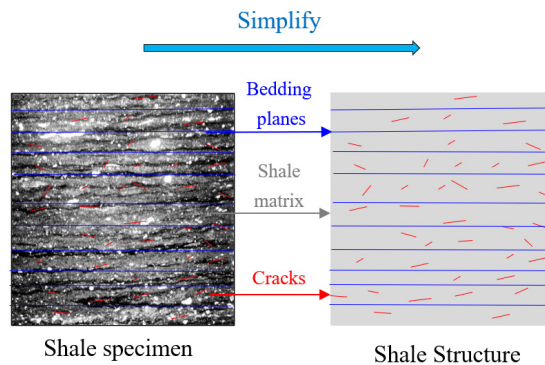 Simplify
Bedding
planes
Shale
matrix
Cracks
Shale specimen
Shale Structure